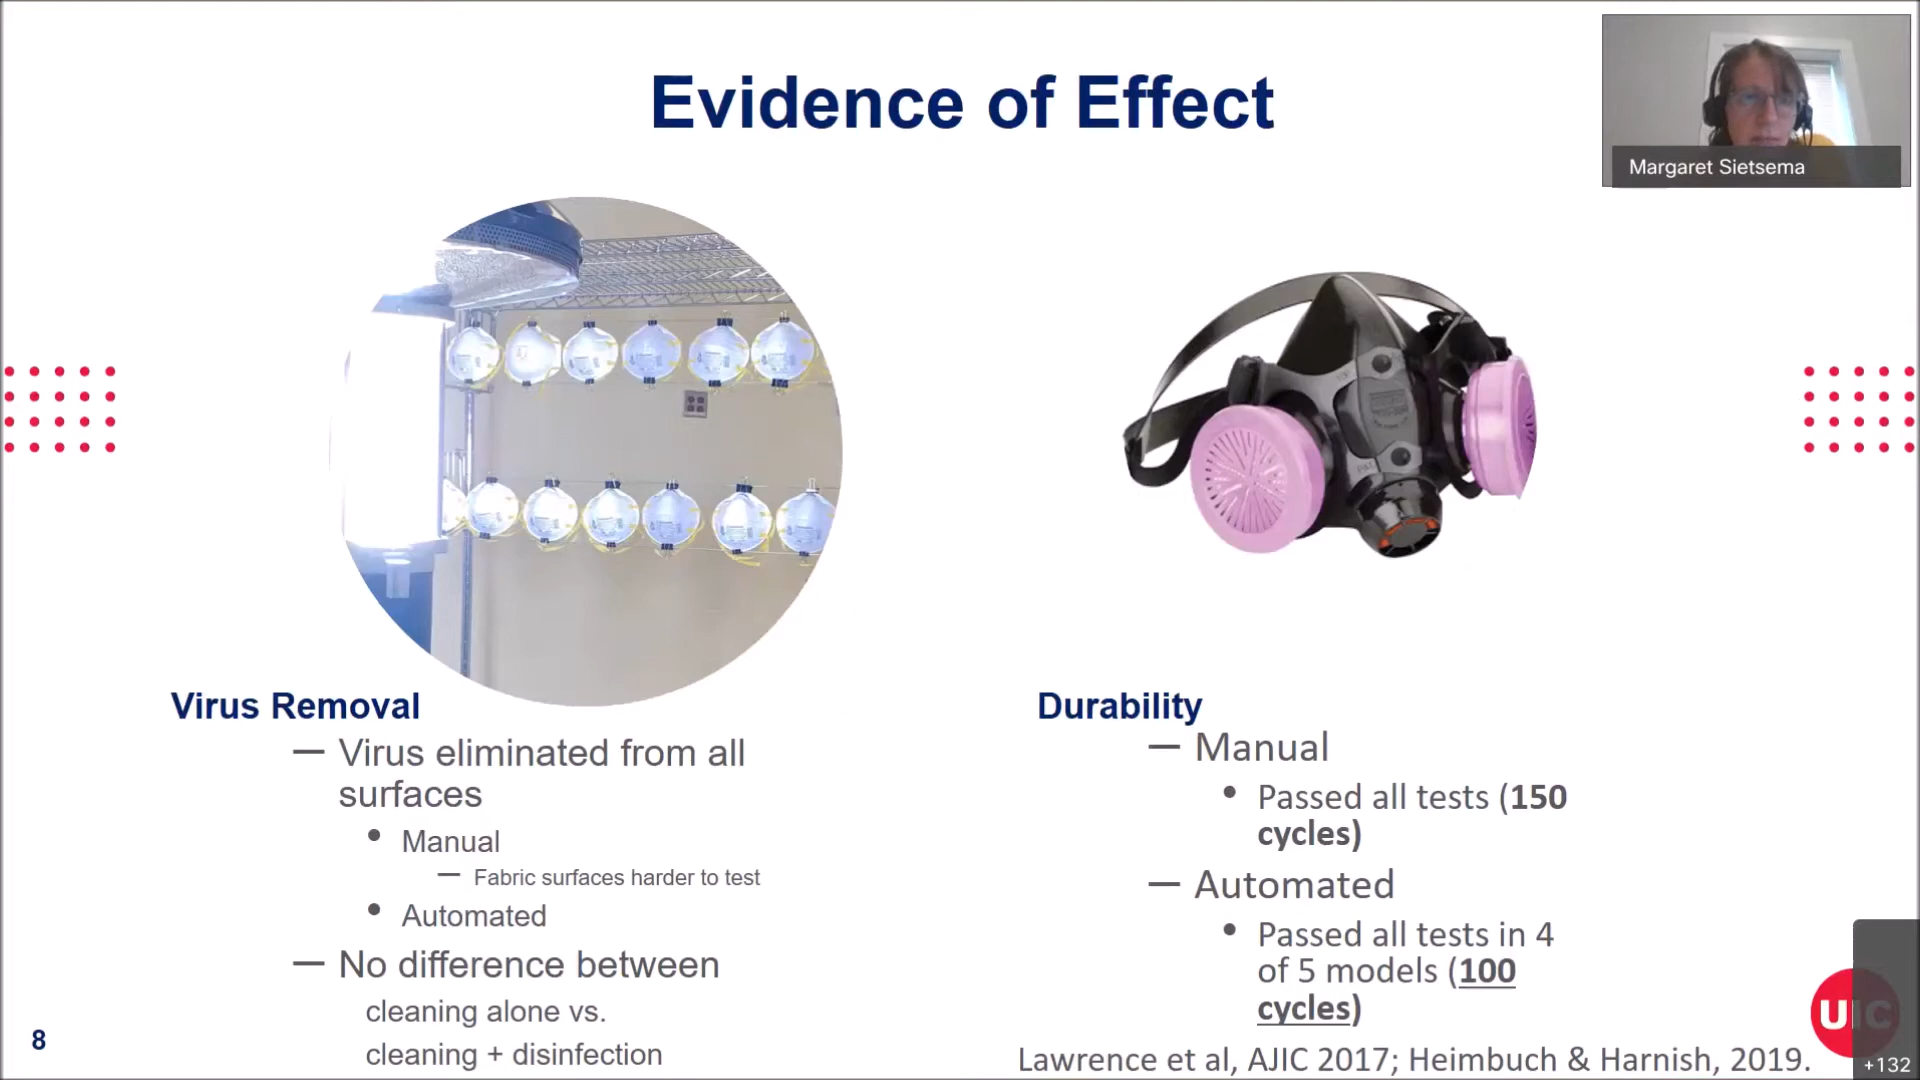 Evidence of Effect
Margaret Sietsema
Virus Removal
— Virus eliminated from all
surfaces
• Manual
— Fabric surfaces harder to test
• Automated
— No difference between
cleaning alone vs.
cleaning + disinfection
Durability
— Manual
• Passed all tests (150
cycles)
— Automated
• Passed all tests in 4
of 5 models (100
cycles)
Lawrence et al, AJIC 2017; Heimbuch & Harnish, 2019.
8
UIC
+132